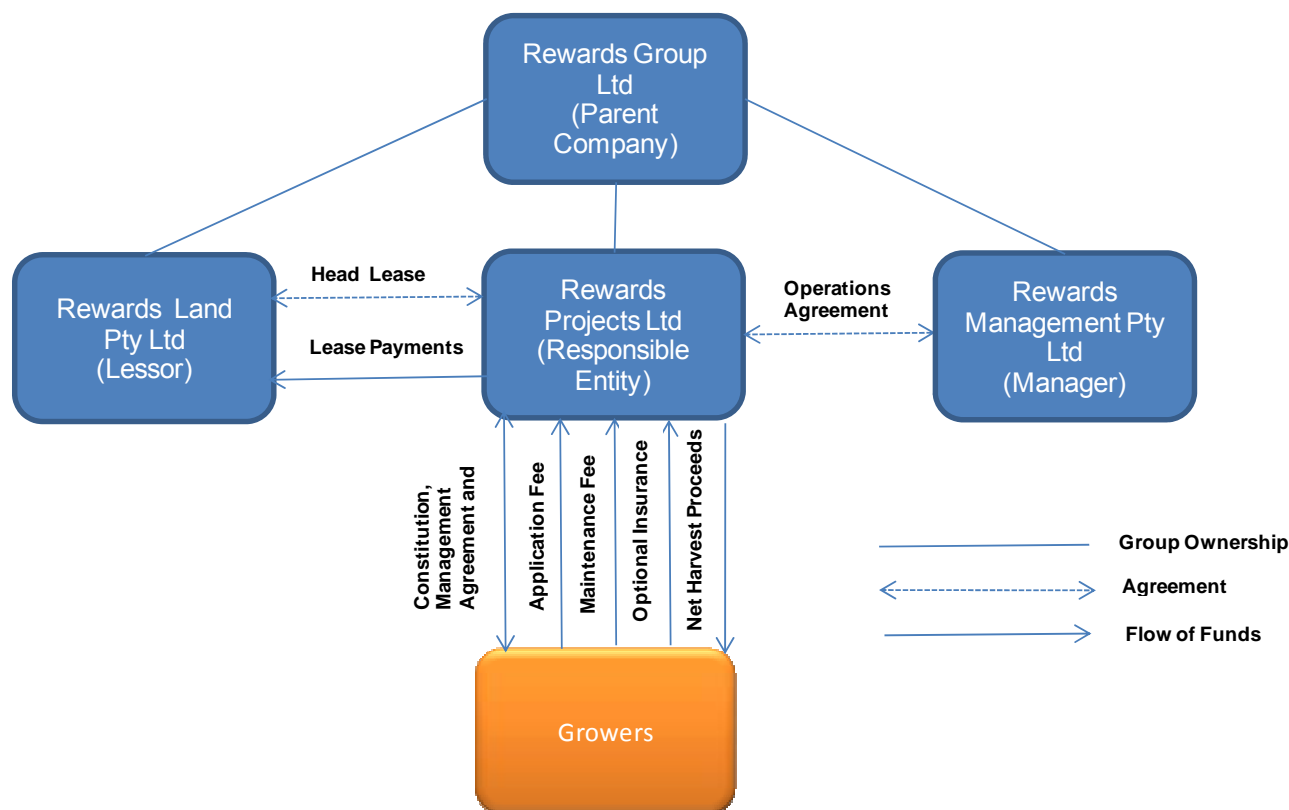 Rewards Group
Ltd
(Parent
Company)
Rewards Land
Pty Ltd
(Lessor)
Head Lease
Lease Payments
Rewards
Projects Ltd
(Responsible
Entity)
Operations
Agreement
Rewards
Management Pty
Ltd
(Manager)
Constitution,
Management
Agreement and
Application Fee
Maintenance Fee
Optional Insurance
Net Harvest Proceeds
Group Ownership
Agreement
Flow of Funds
Growers